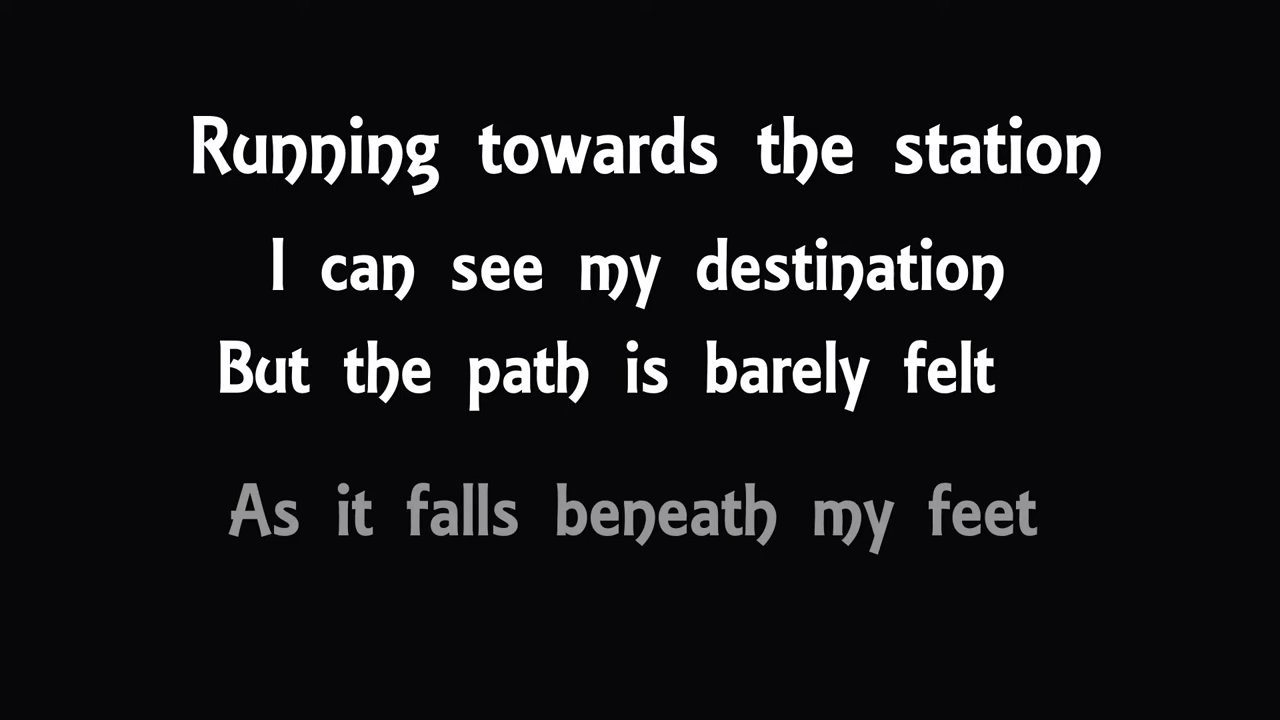 Running towards the station
I can see my destination
But the path is barely felt
As it falls beneath my feet